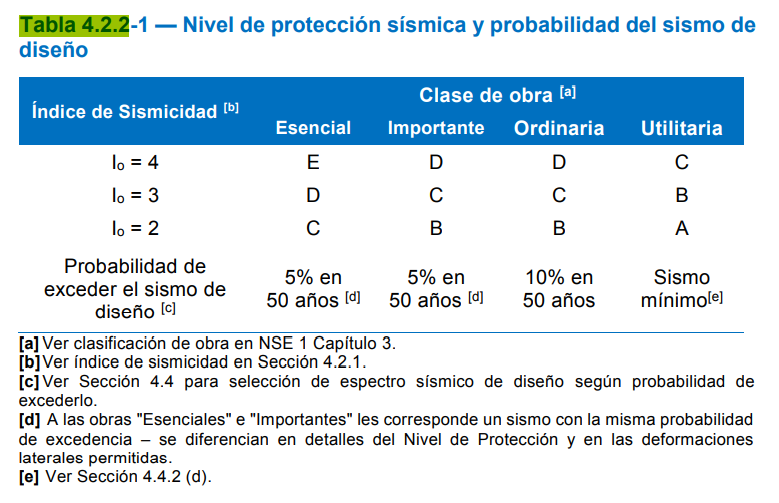 Tabla 4.2.2-1 — Nivel de protección sísmica y probabilidad del sismo de
diseño
Índice de Sismicidad [b]
Clase de obra [a]
Esencial Importante Ordinaria Utilitaria
Iₒ = 4 E D D C
Iₒ = 3 D C C B
Iₒ = 2 C B B A
Probabilidad de
exceder el sismo de
diseño [c]
5% en
50 años [d]
5% en
50 años [d]
10% en
50 años
Sismo
mínimo[e]
[a] Ver clasificación de obra en NSE 1 Capítulo 3.
[b] Ver índice de sismicidad en Sección 4.2.1.
[c] Ver Sección 4.4 para selección de espectro sísmico de diseño según probabilidad de
excederlo.
[d] A las obras "Esenciales" e "Importantes" les corresponde un sismo con la misma probabilidad
de excedencia – se diferencian en detalles del Nivel de Protección y en las deformaciones
laterales permitidas.
[e] Ver Sección 4.4.2 (d).